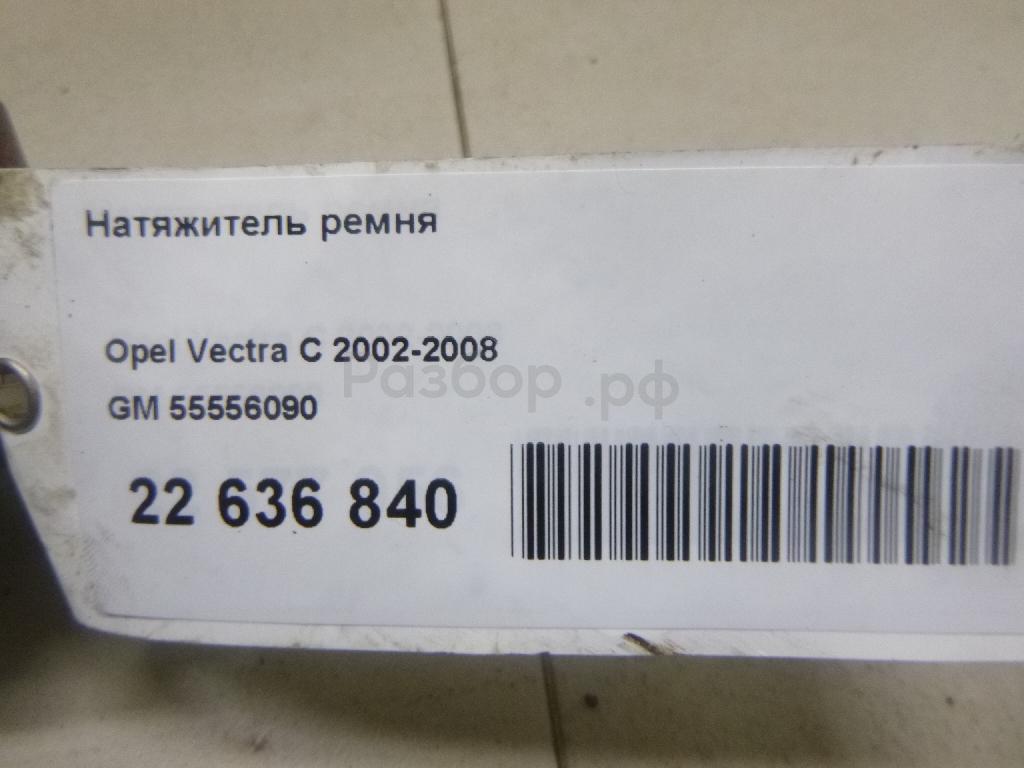 Натяжитель ремня
Opel Vectra C 2002-2008
Разбор.рф
GM 55556090
22 636 840